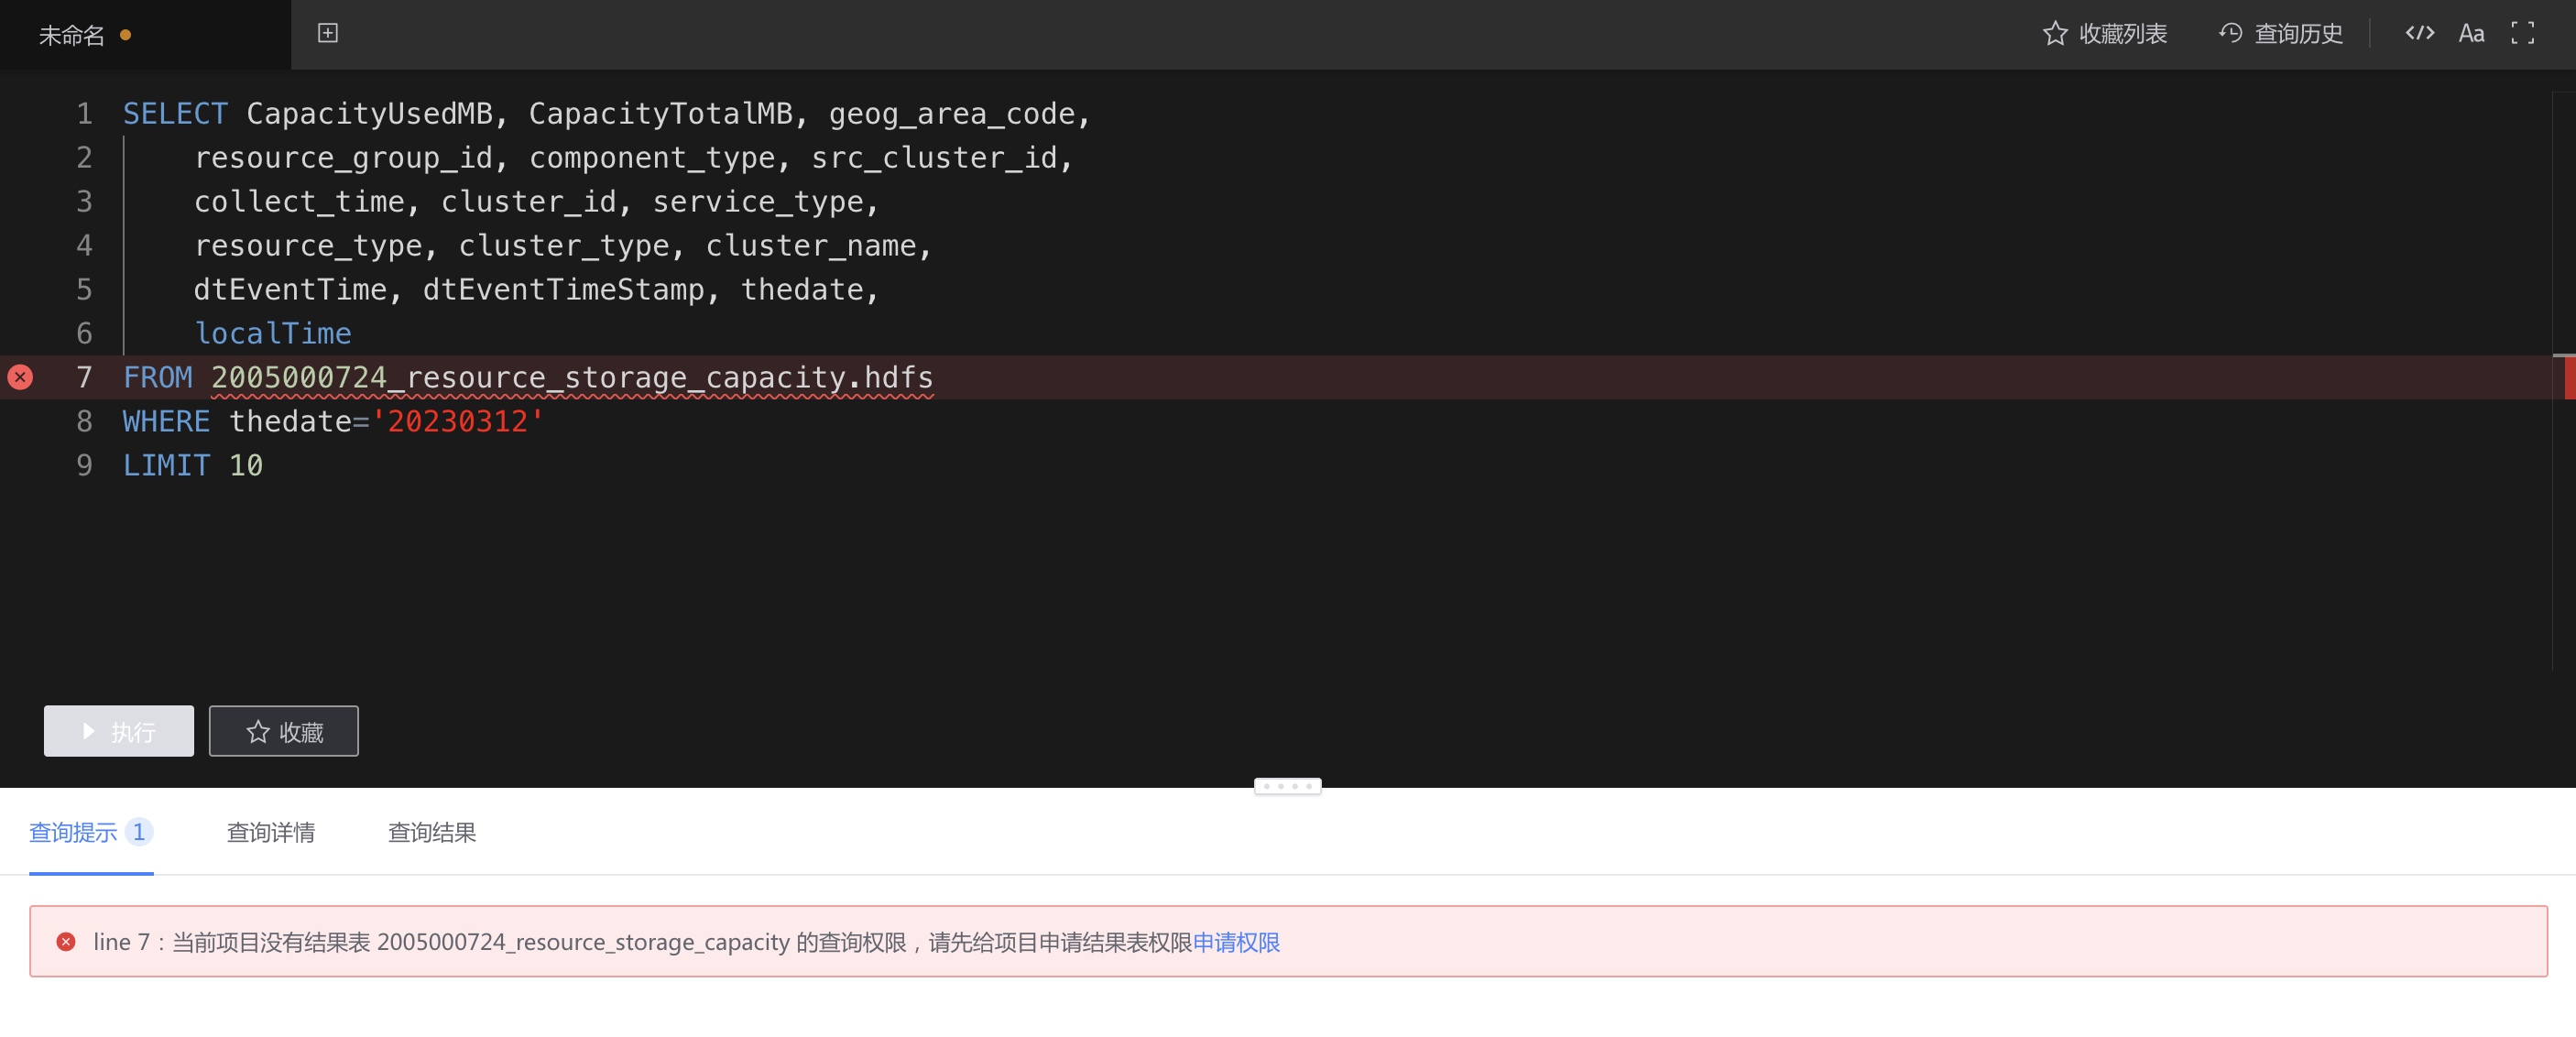 未命名
收藏列表 查询历史 </> Aa
1 SELECT CapacityUsedMB, CapacityTotalMB, geog_area_code,
2 resource_group_id, component_type, src_cluster_id,
3 collect_time, cluster_id, service_type,
4 resource_type, cluster_type, cluster_name,
5 dtEventTime, dtEventTimeStamp, thedate,
6 localTime
7 FROM 2005000724_resource_storage_capacity.hdfs
8 WHERE thedate='20230312'
9 LIMIT 10
执行 收藏
查询提示 1 查询详情 查询结果
line 7：当前项目没有结果表 2005000724_resource_storage_capacity 的查询权限，请先给项目申请结果表权限申请权限